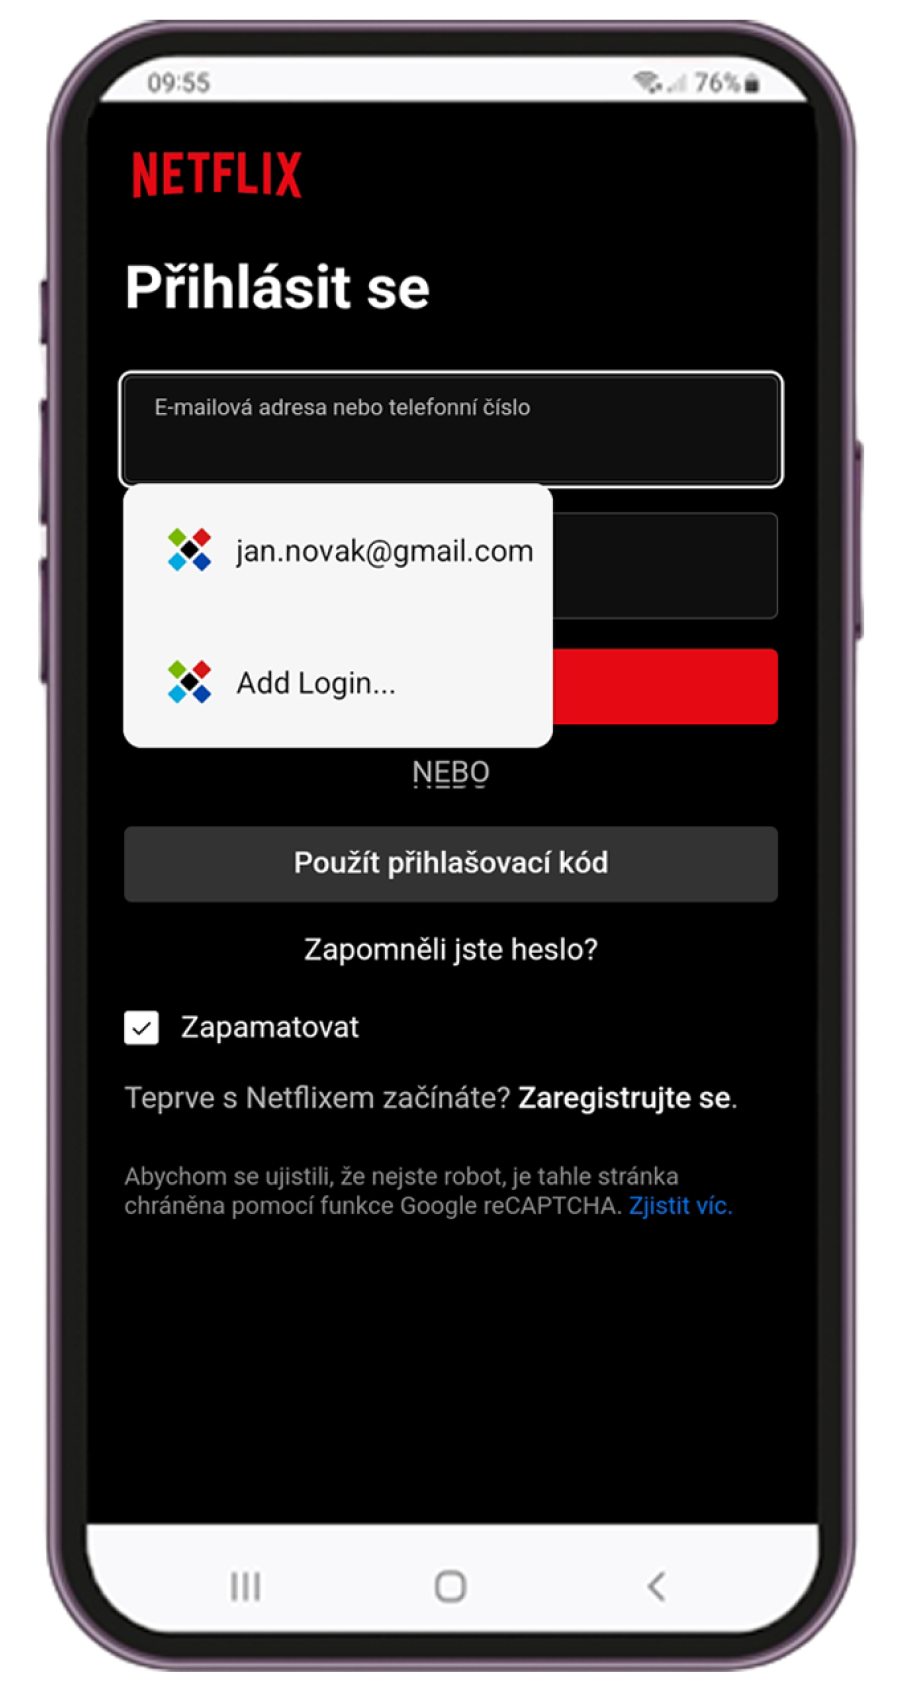 09:55 76%
NETFLIX
Přihlásit se
E-mailová adresa nebo telefonní číslo
jan.novak@gmail.com
Add Login...
NEBO
Použít přihlašovací kód
Zapomněli jste heslo?
Zapamatovat
Teprve s Netflixem začínáte? Zaregistrujte se.
Abychom se ujistili, že nejste robot, je tahle stránka
chráněna pomocí funkce Google reCAPTCHA. Zjistit víc.